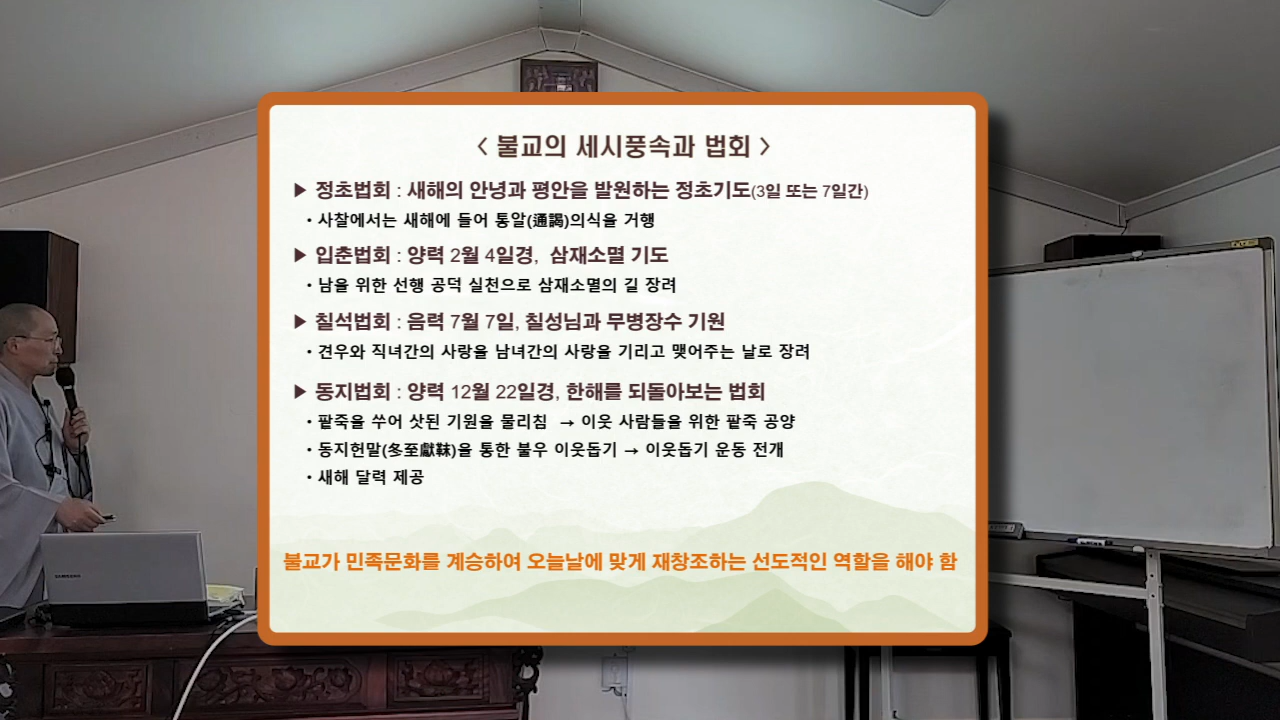 < 불교의 세시풍속과 법회 >
▶ 정초법회 : 새해의 안녕과 평안을 발원하는 정초기도(3일 또는 7일간)
• 사찰에서는 새해에 들어 통알(通謁)의식을 거행
▶ 입춘법회 : 양력 2월 4일경, 삼재소멸 기도
• 남을 위한 선행 공덕 실천으로 삼재소멸의 길 장려
▶ 칠석법회 : 음력 7월 7일, 칠성님과 무병장수 기원
• 견우와 직녀간의 사랑을 남녀간의 사랑을 기리고 맺어주는 날로 장려
▶ 동지법회 : 양력 12월 22일경, 한해를 되돌아보는 법회
• 팥죽을 쑤어 삿된 기원을 물리침 → 이웃 사람들을 위한 팥죽 공양
• 동지헌말(冬至獻靺)을 통한 불우 이웃돕기 → 이웃돕기 운동 전개
• 새해 달력 제공
불교가 민족문화를 계승하여 오늘날에 맞게 재창조하는 선도적인 역할을 해야 함
SAMSUNG